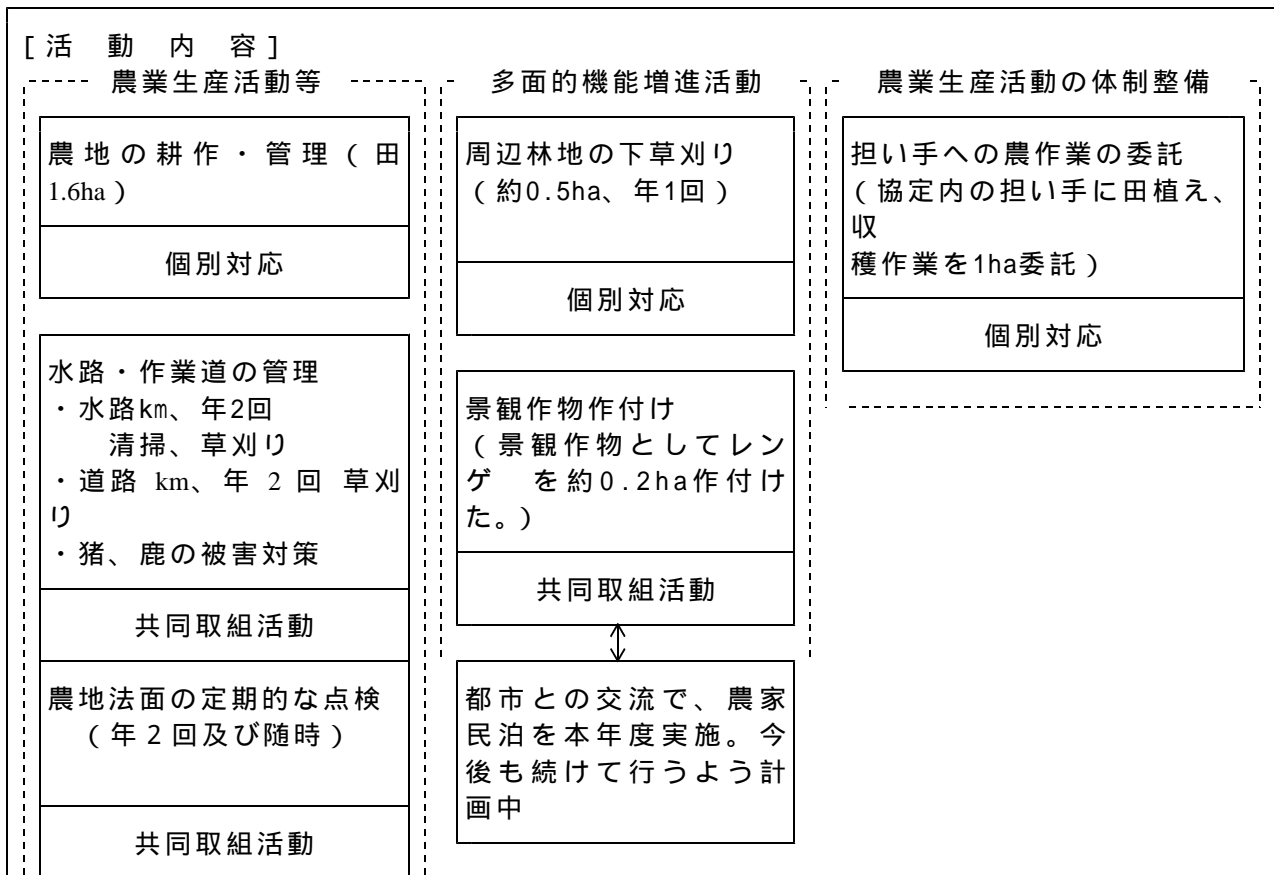 [活 動 内 容]
農業生産活動等
農地の耕作・管理(田
1.6ha)
個別対応
水路・作業道の管理
・水路km、年2回
清掃、草刈り
・道路 km、年 2 回 草刈
り
・猪、鹿の被害対策
共同取組活動
農地法面の定期的な点検
(年2回及び随時)
共同取組活動
多面的機能増進活動
周辺林地の下草刈り
(約0.5ha、年1回)
個別対応
景観作物作付け
(景観作物としてレン
ゲ を約0.2ha作付け
た。)
共同取組活動
都市との交流で、農家
民泊を本年度実施。今
後も続けて行うよう計
画中
農業生産活動の体制整備
担い手への農作業の委託
(協定内の担い手に田植え、
収
穫作業を1ha委託)
個別対応